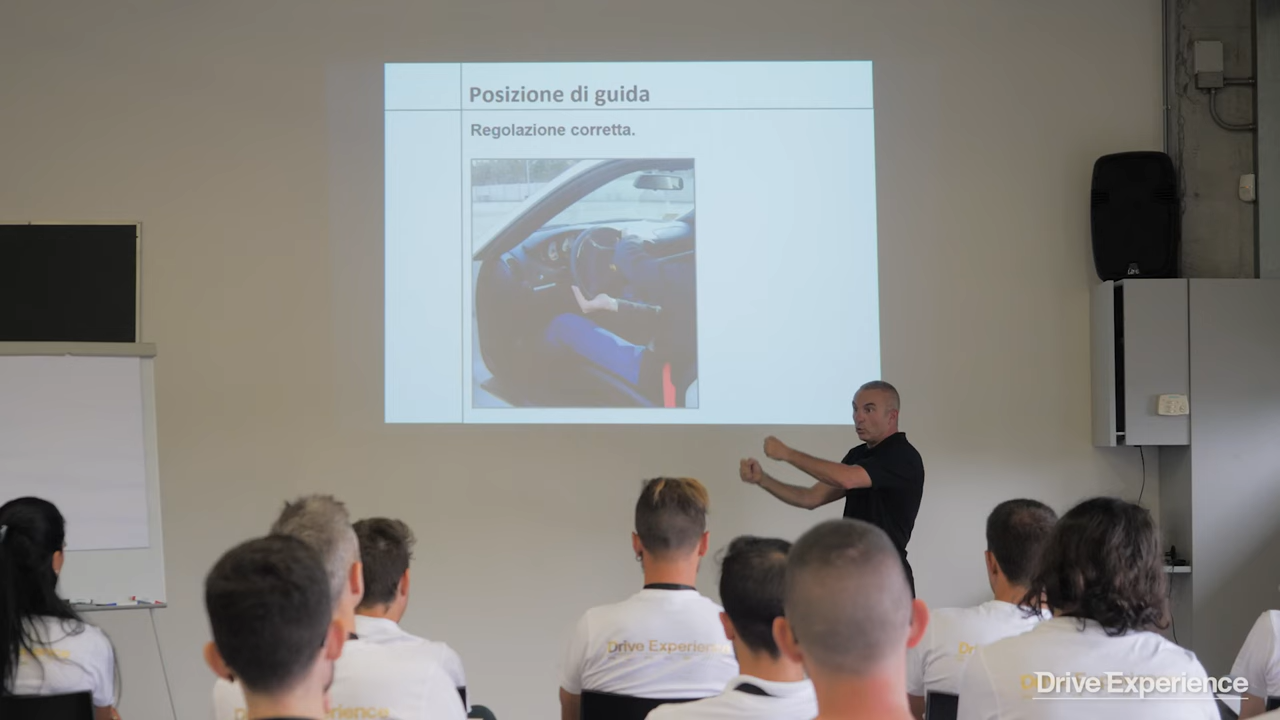 Posizione di guida
Regolazione corretta.
Drive Experience
Drive Experience